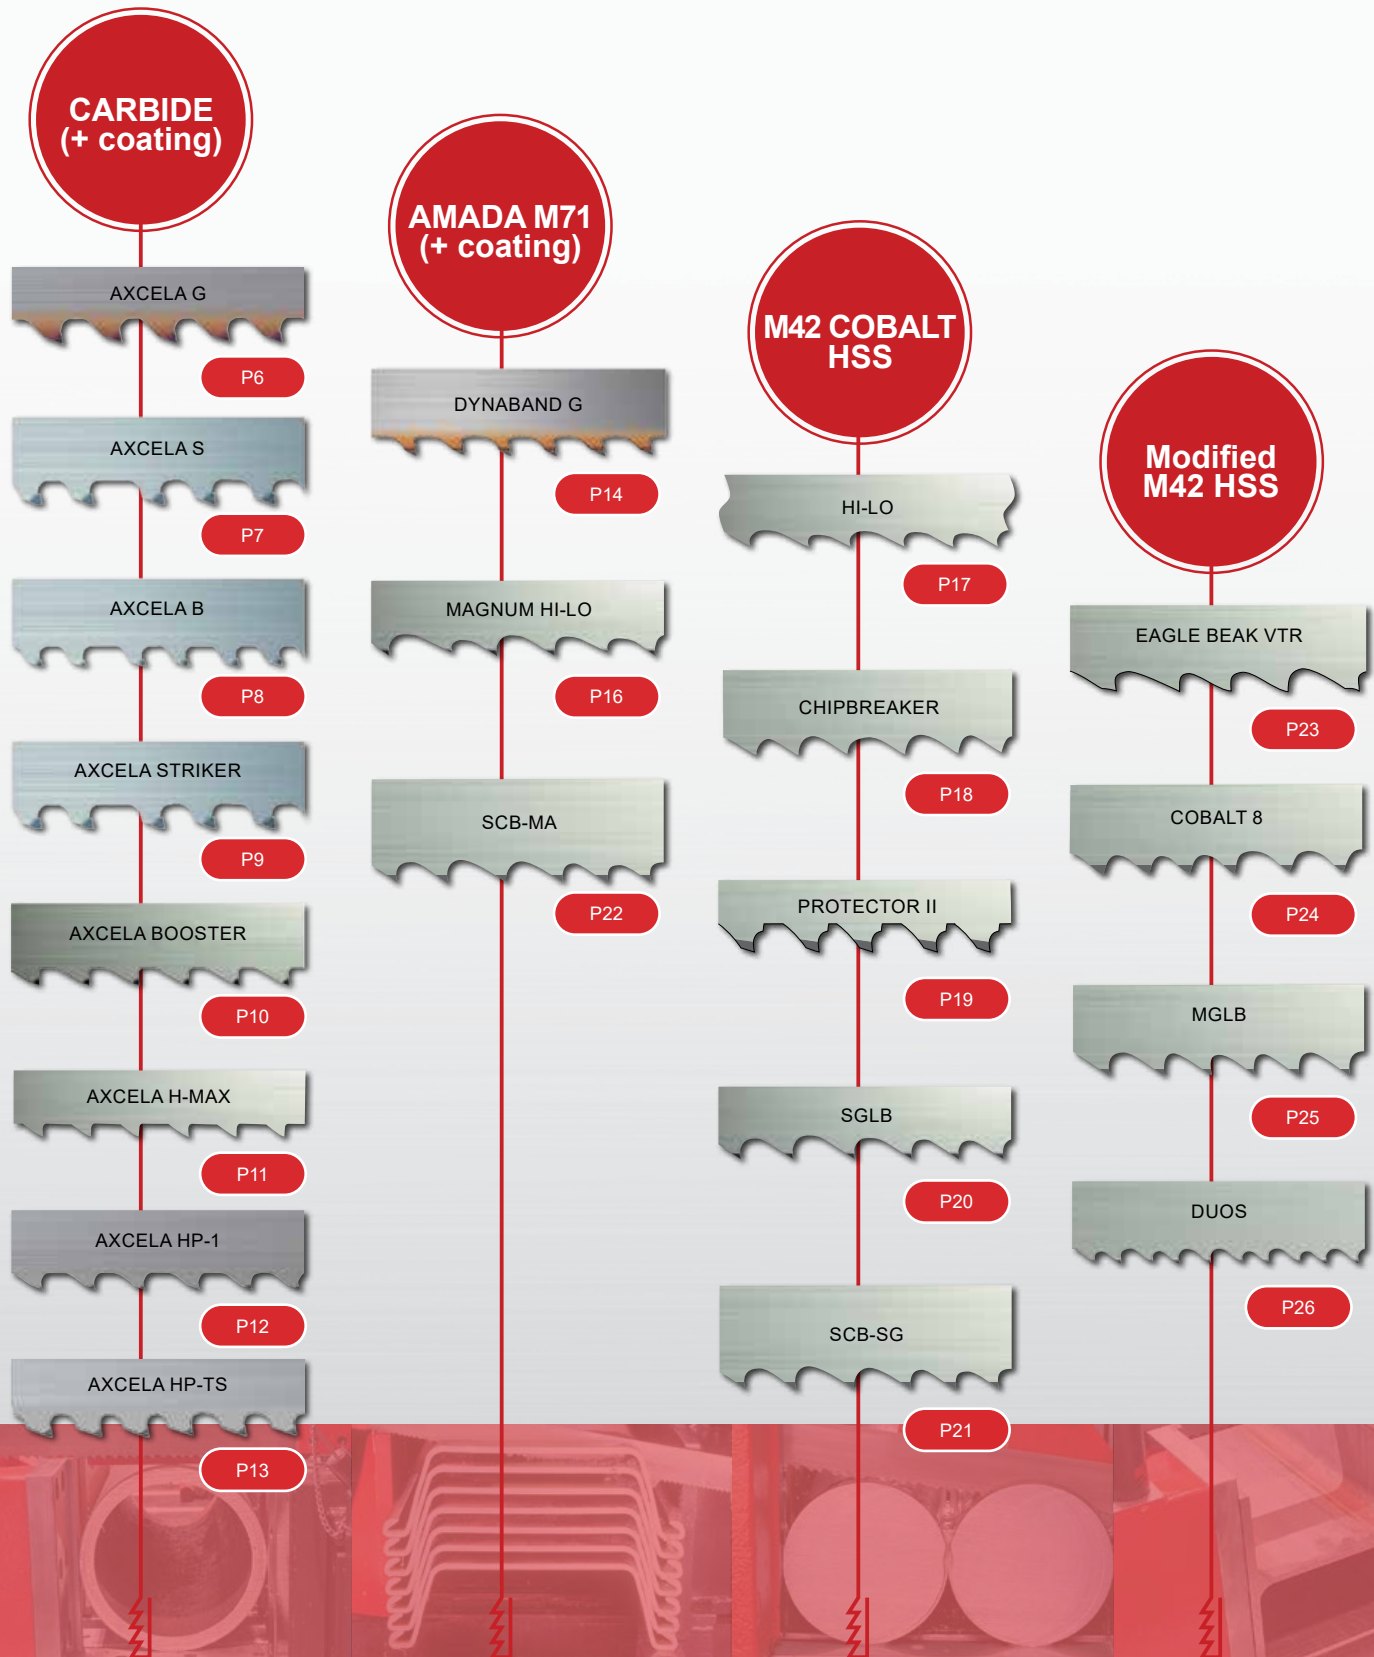 CARBIDE
(+ coating)
AXCELA G
P6
AXCELA S
P7
AXCELA B
P8
AXCELA STRIKER
P9
AXCELA BOOSTER
P10
AXCELA H-MAX
P11
AXCELA HP-1
P12
AXCELA HP-TS
P13
AMADA M71
(+ coating)
DYNABAND G
P14
MAGNUM HI-LO
P16
SCB-MA
P22
M42 COBALT
HSS
HI-LO
P17
CHIPBREAKER
P18
PROTECTOR II
P19
SGLB
P20
SCB-SG
P21
Modified
M42 HSS
EAGLE BEAK VTR
P23
COBALT 8
P24
MGLB
P25
DUOS
P26